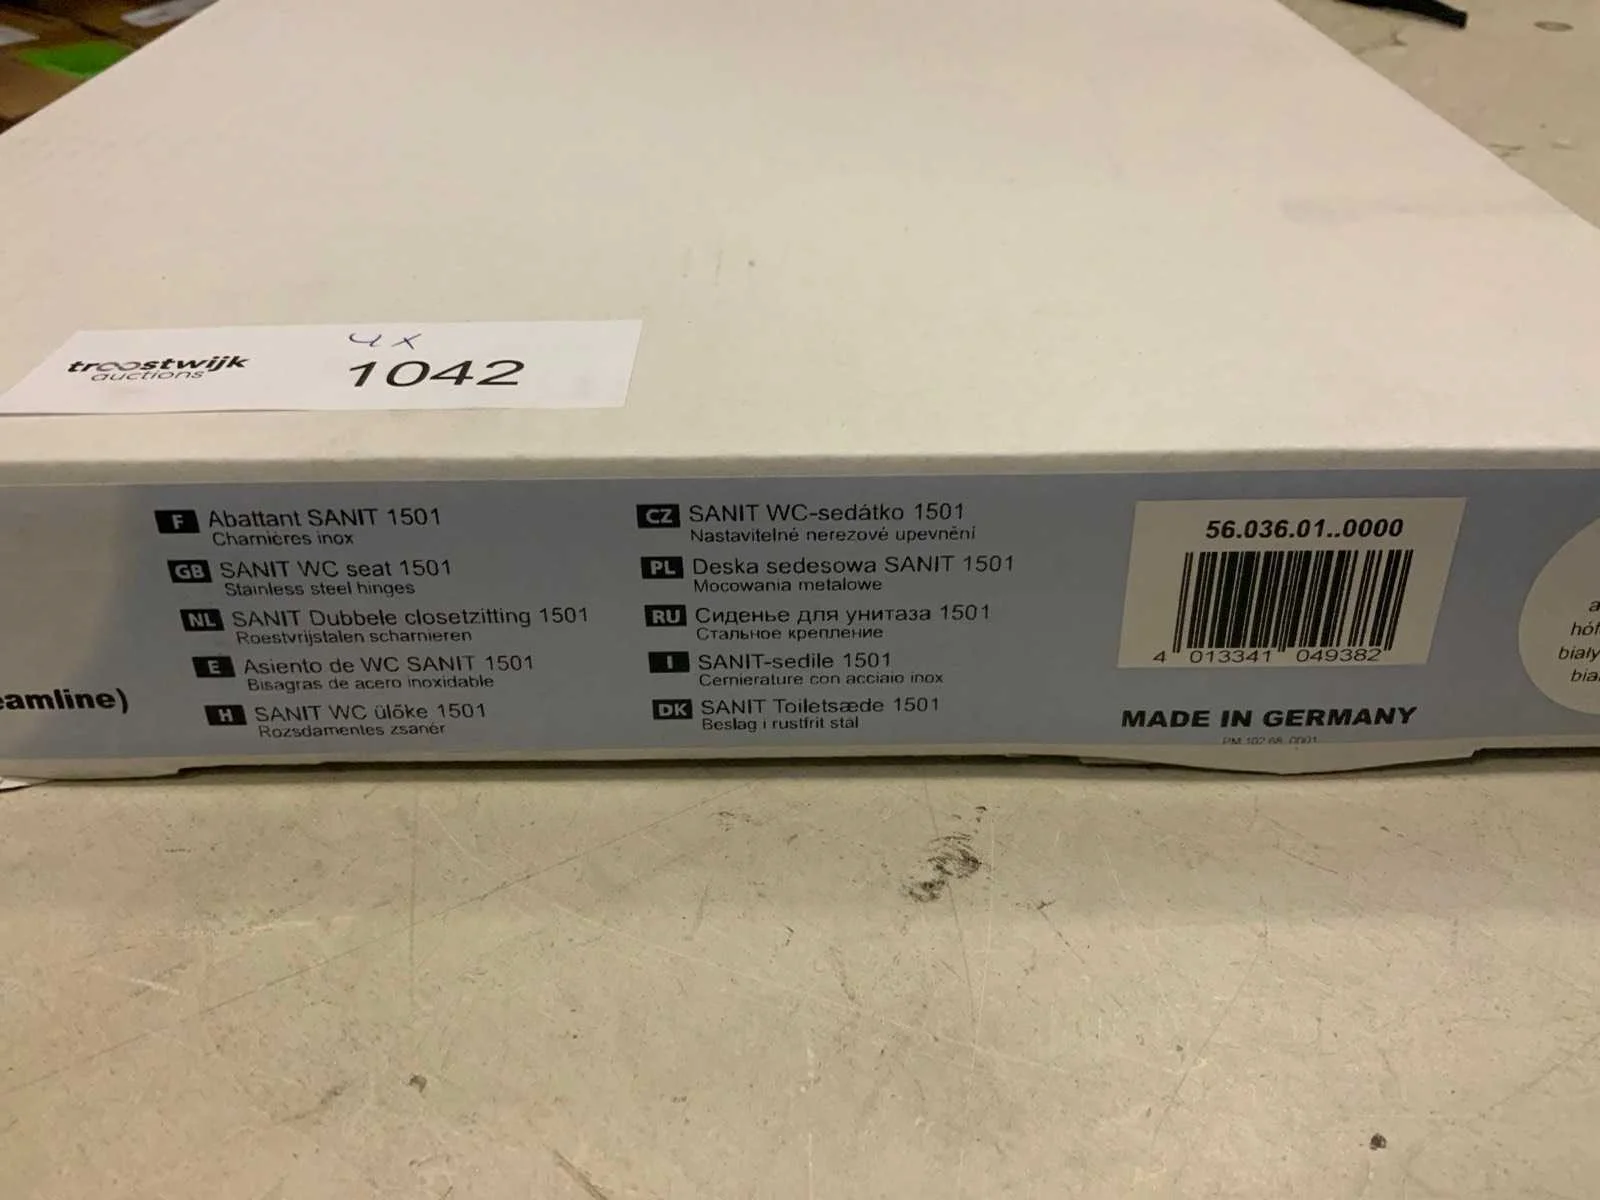 4x
troostwijk
auctions
1042
F Abattant SANIT 1501
Charnières inox
GB SANIT WC seat 1501
Stainless steel hinges
NL SANIT Dubbele closetzitting 1501
Roestvrijstalen scharnieren
E Asiento de WC SANIT 1501
Bisagras de acero inoxidable
H SANIT WC ülőke 1501
Rozsdamentes zsanér
eamline)
CZ SANIT WC-sedátko 1501
Nastavitelné nerezové upevnění
PL Deska sedesowa SANIT 1501
Mocowania metalowe
RU Сиденье для унитаза 1501
Стальное крепление
I SANIT-sedile 1501
Cernierature con acciaio inox
DK SANIT Toiletsæde 1501
Beslag i rustfrit stål
56.036.01..0000
4 013341 049382
MADE IN GERMANY
a
hóf
biały
bia